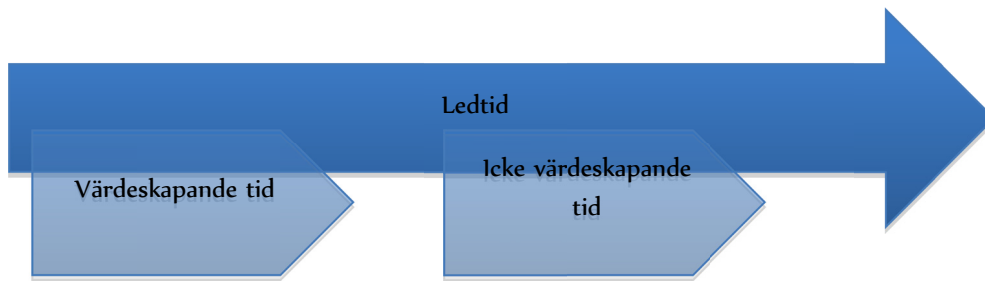 Ledtid
Värdeskapande tid
Icke värdeskapande
tid